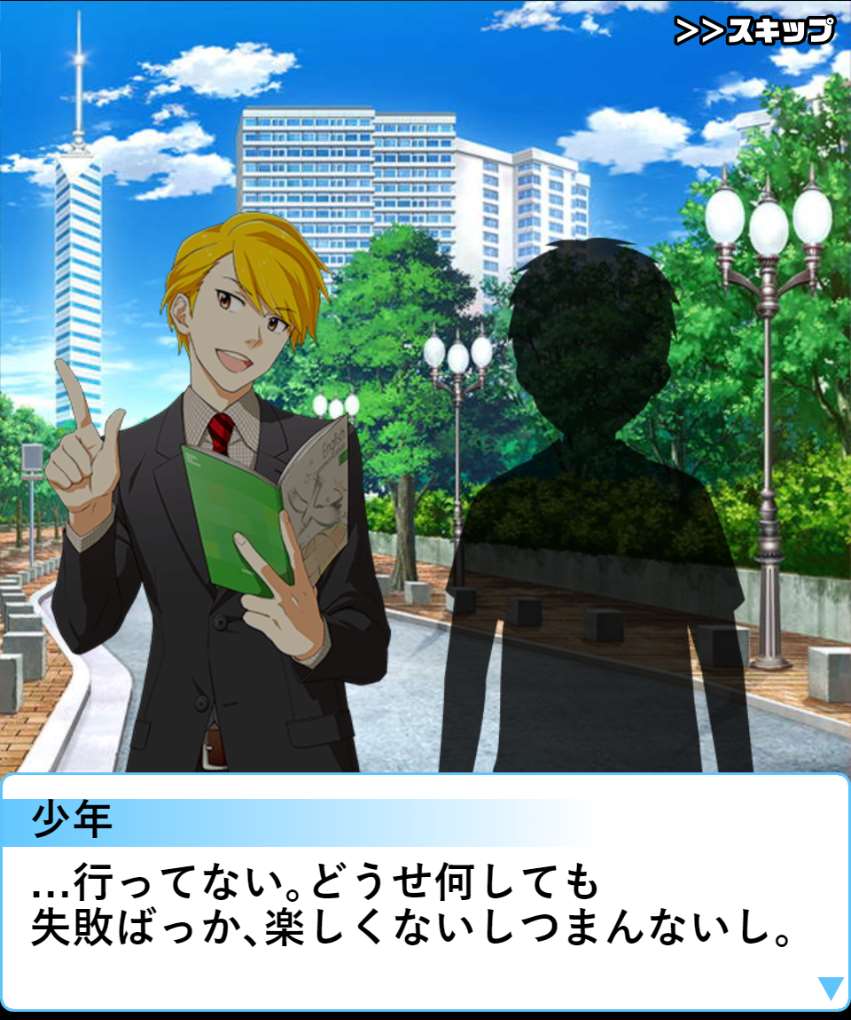 >>スキップ
English
少年
…行ってない。どうせ何しても
失敗ばっか、楽しくないしつまんないし。